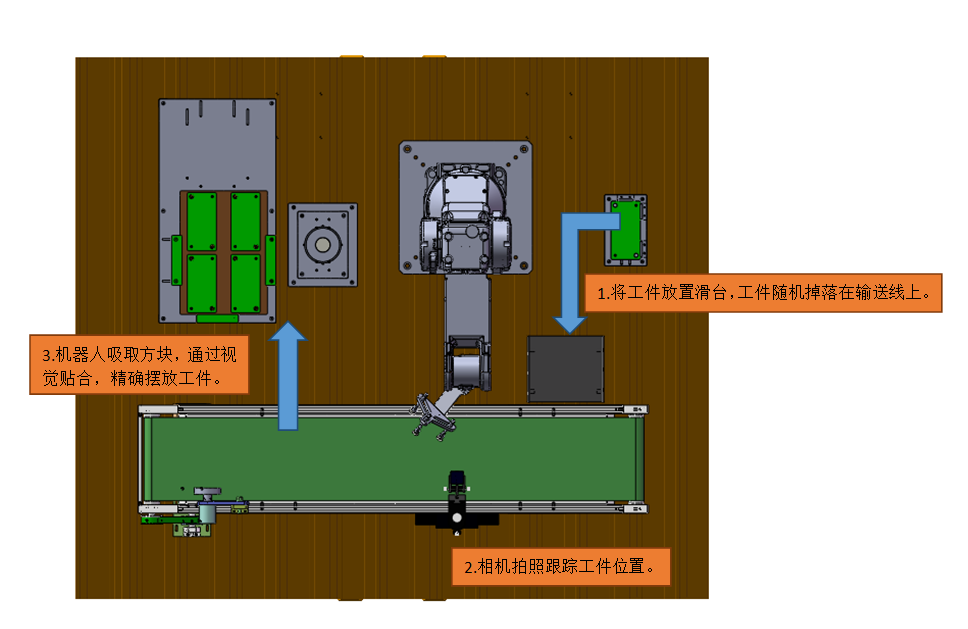 1.将工件放置滑台，工件随机掉落在输送线上。
3.机器人吸取方块，通过视
觉贴合，精确摆放工件。
2.相机拍照跟踪工件位置。